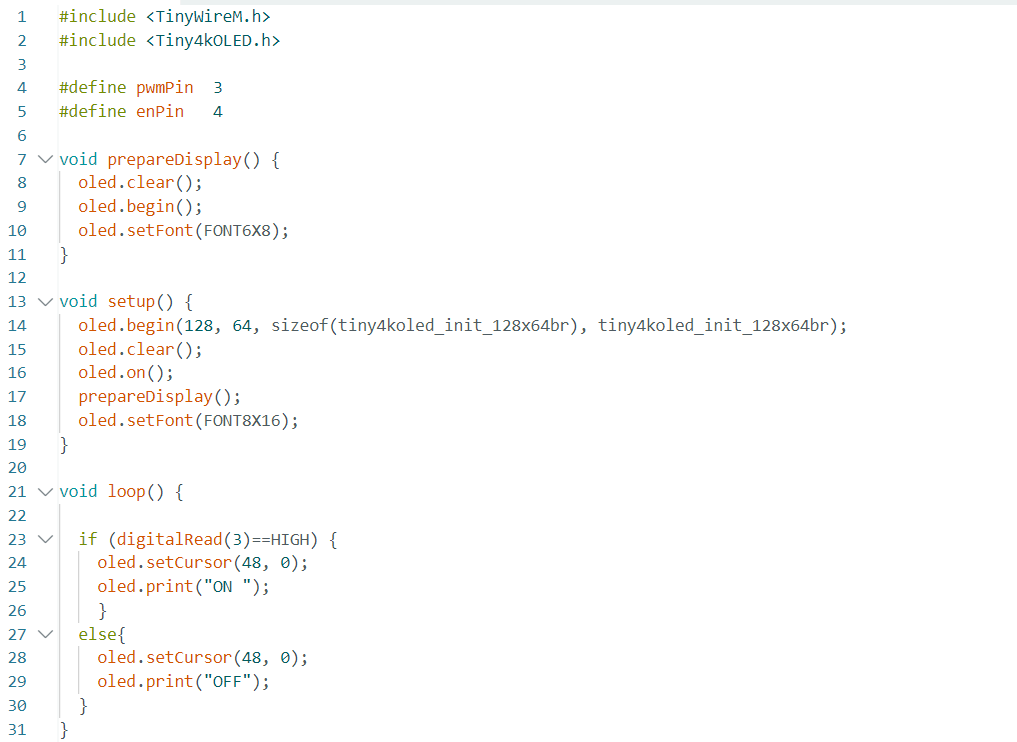 1 #include <TinyWireM.h>
2 #include <Tiny4kOLED.h>
3
4 #define pwmPin  3
5 #define enPin   4
6
7 void prepareDisplay() {
8   oled.clear();
9   oled.begin();
10   oled.setFont(FONT6X8);
11 }
12
13 void setup() {
14   oled.begin(128, 64, sizeof(tiny4koled_init_128x64br), tiny4koled_init_128x64br);
15   oled.clear();
16   oled.on();
17   prepareDisplay();
18   oled.setFont(FONT8X16);
19 }
20
21 void loop() {
22
23   if (digitalRead(3)==HIGH) {
24     oled.setCursor(48, 0);
25     oled.print("ON ");
26     }
27   else{
28     oled.setCursor(48, 0);
29     oled.print("OFF");
30   }
31 }